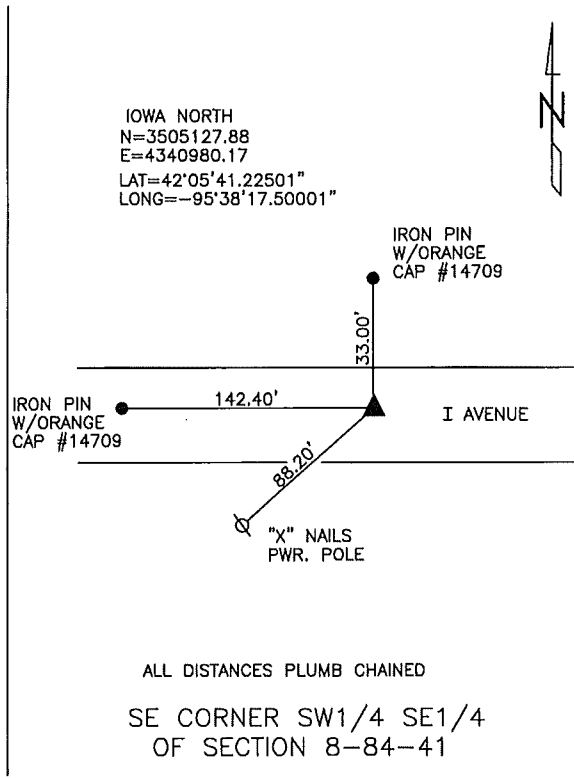 N
IOWA NORTH
N=3505127.88
E=4340980.17
LAT=42°05'41.22501"
LONG=-95°38'17.50001"
IRON PIN
W/ORANGE
CAP #14709
33.00'
IRON PIN
W/ORANGE
CAP #14709
142.40'
I AVENUE
88.20'
"X" NAILS
PWR. POLE
ALL DISTANCES PLUMB CHAINED
SE CORNER SW1/4 SE1/4
OF SECTION 8-84-41